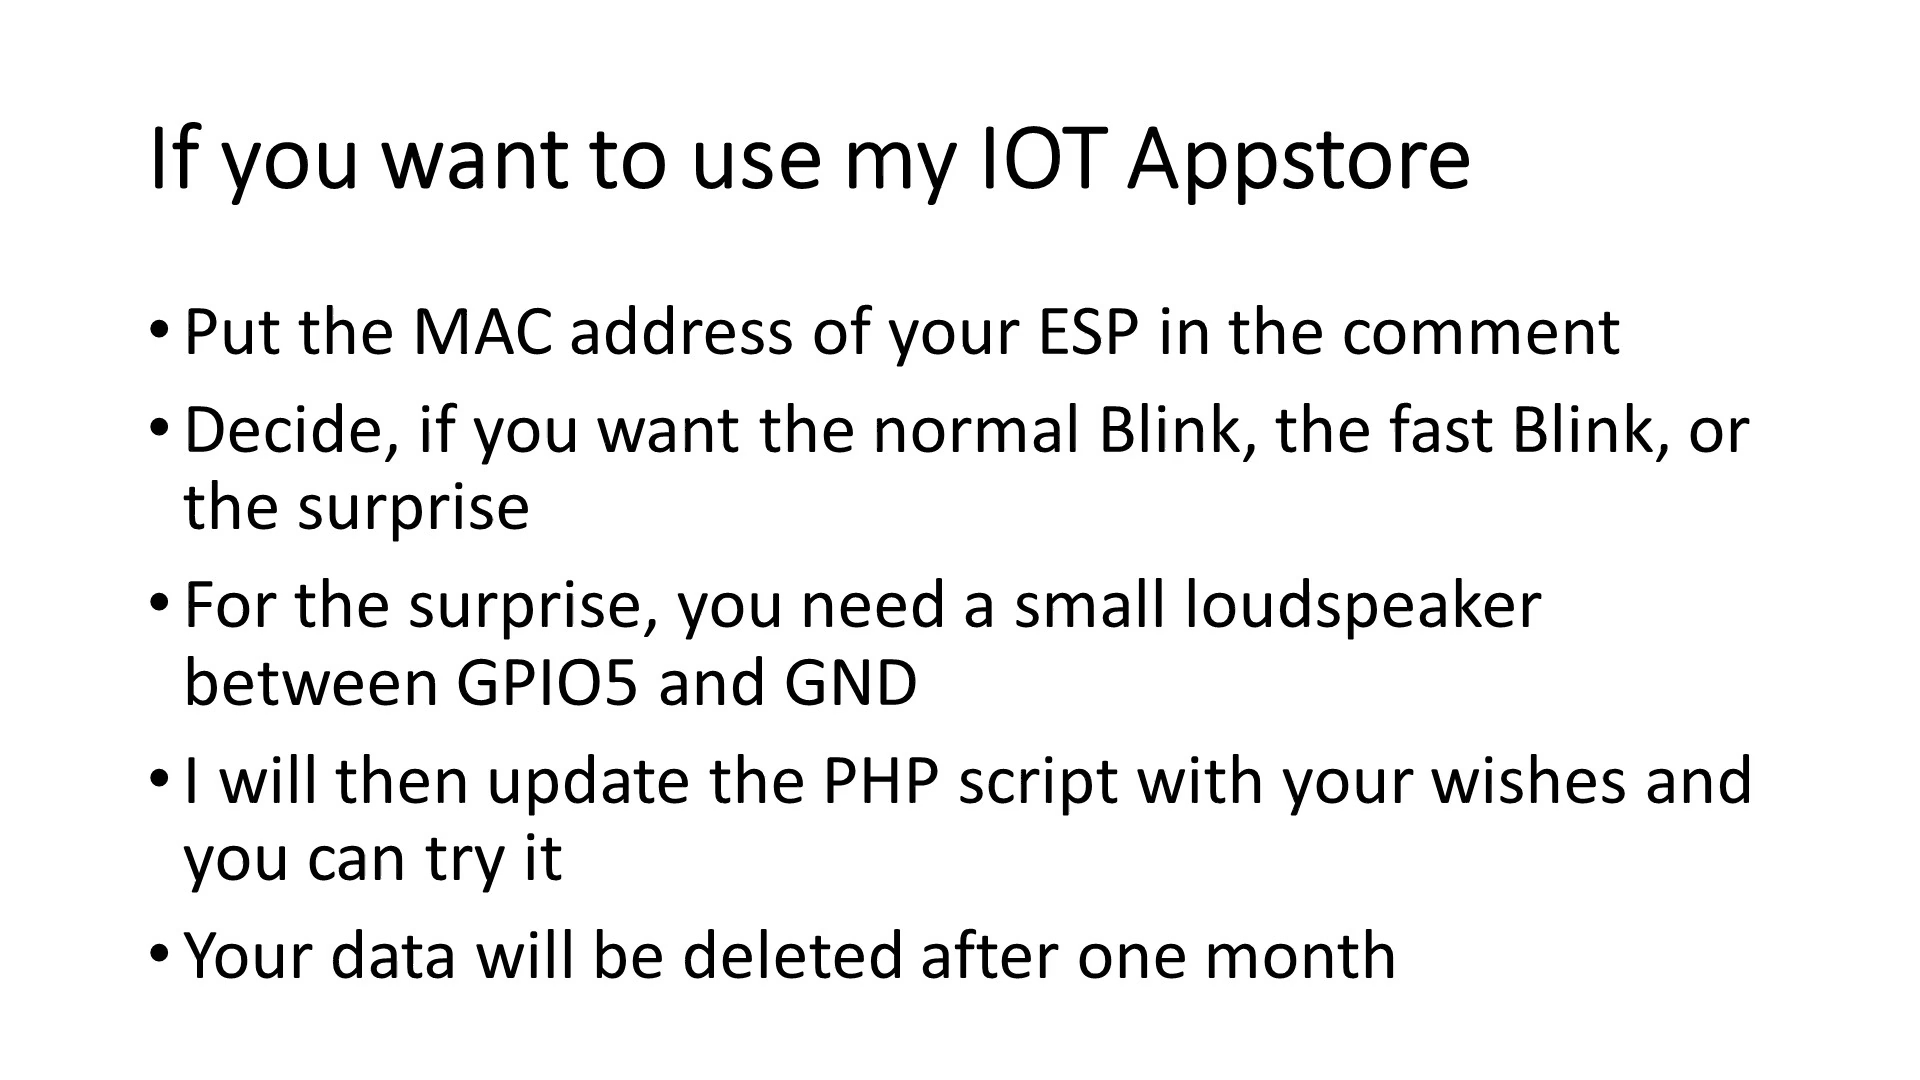 If you want to use my IOT Appstore
• Put the MAC address of your ESP in the comment
• Decide, if you want the normal Blink, the fast Blink, or
the surprise
• For the surprise, you need a small loudspeaker
between GPIO5 and GND
• I will then update the PHP script with your wishes and
you can try it
• Your data will be deleted after one month